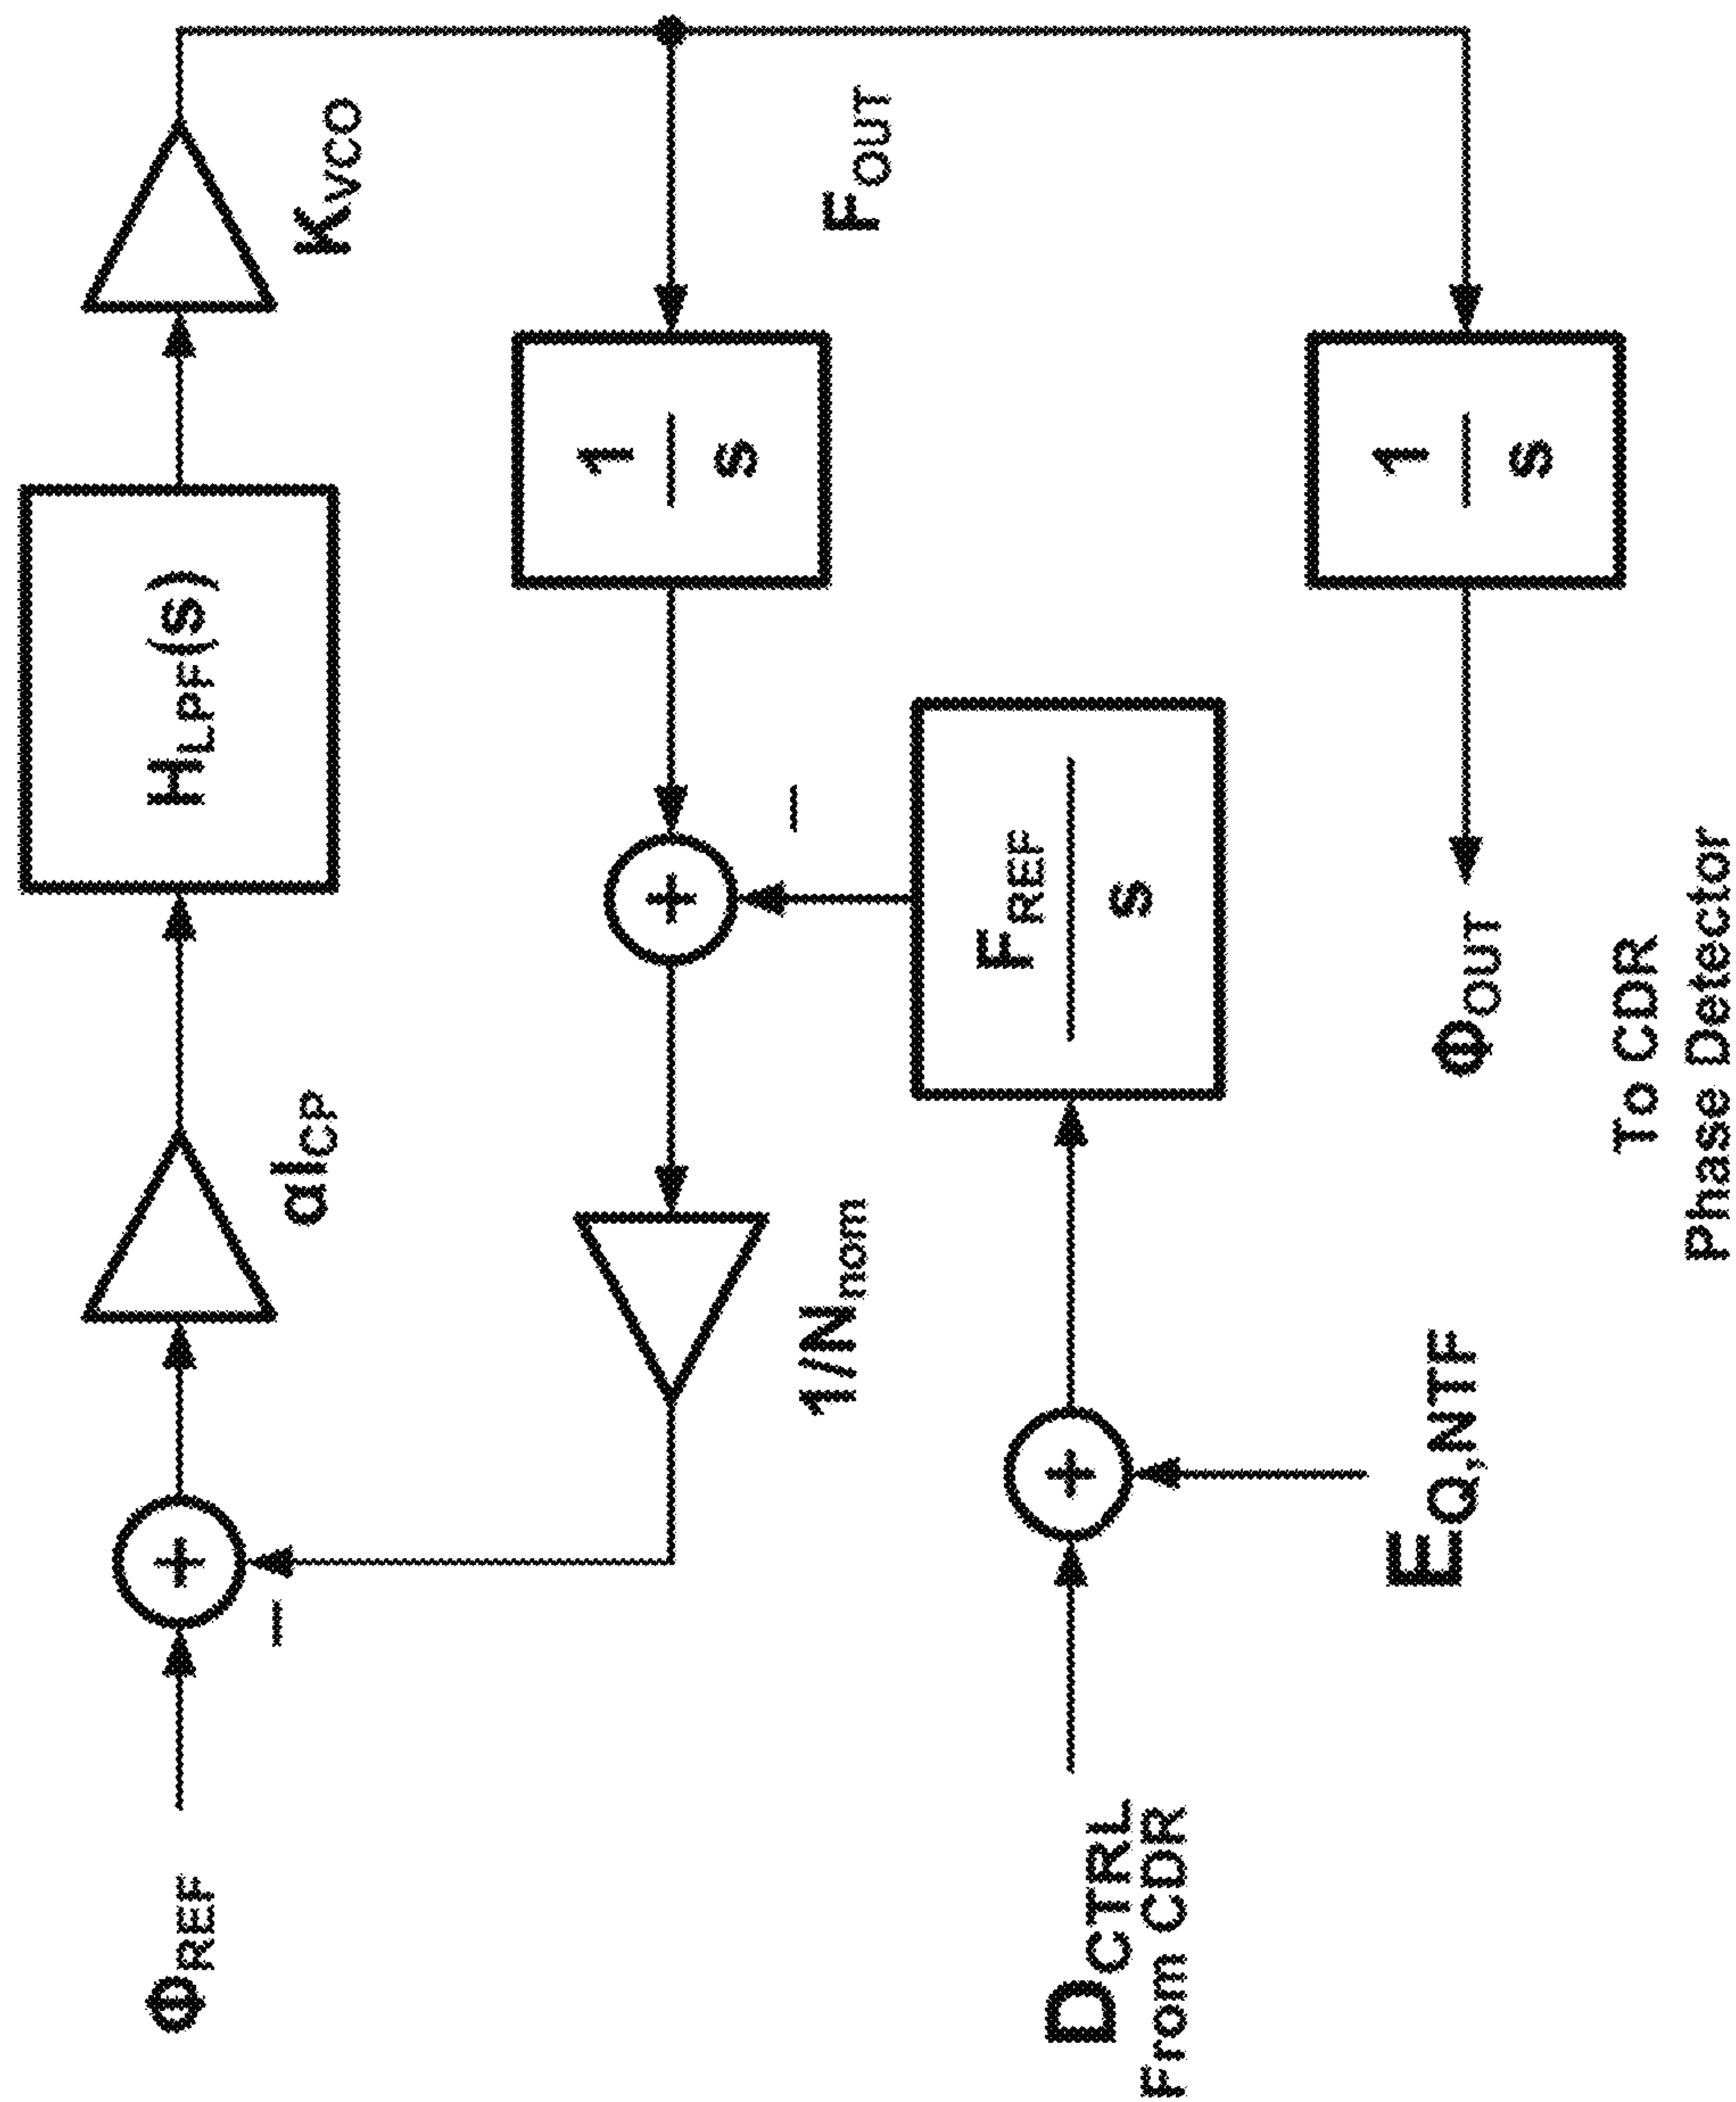 Φ_REF
+
−
αI_CP
H_LPF(s)
K_VCO
1/N_nom
+
−
1
s
F_OUT
D_CTRL
From CDR
+
E_Q,NTF
F_REF
s
Φ_OUT
To CDR
Phase Detector
1
s